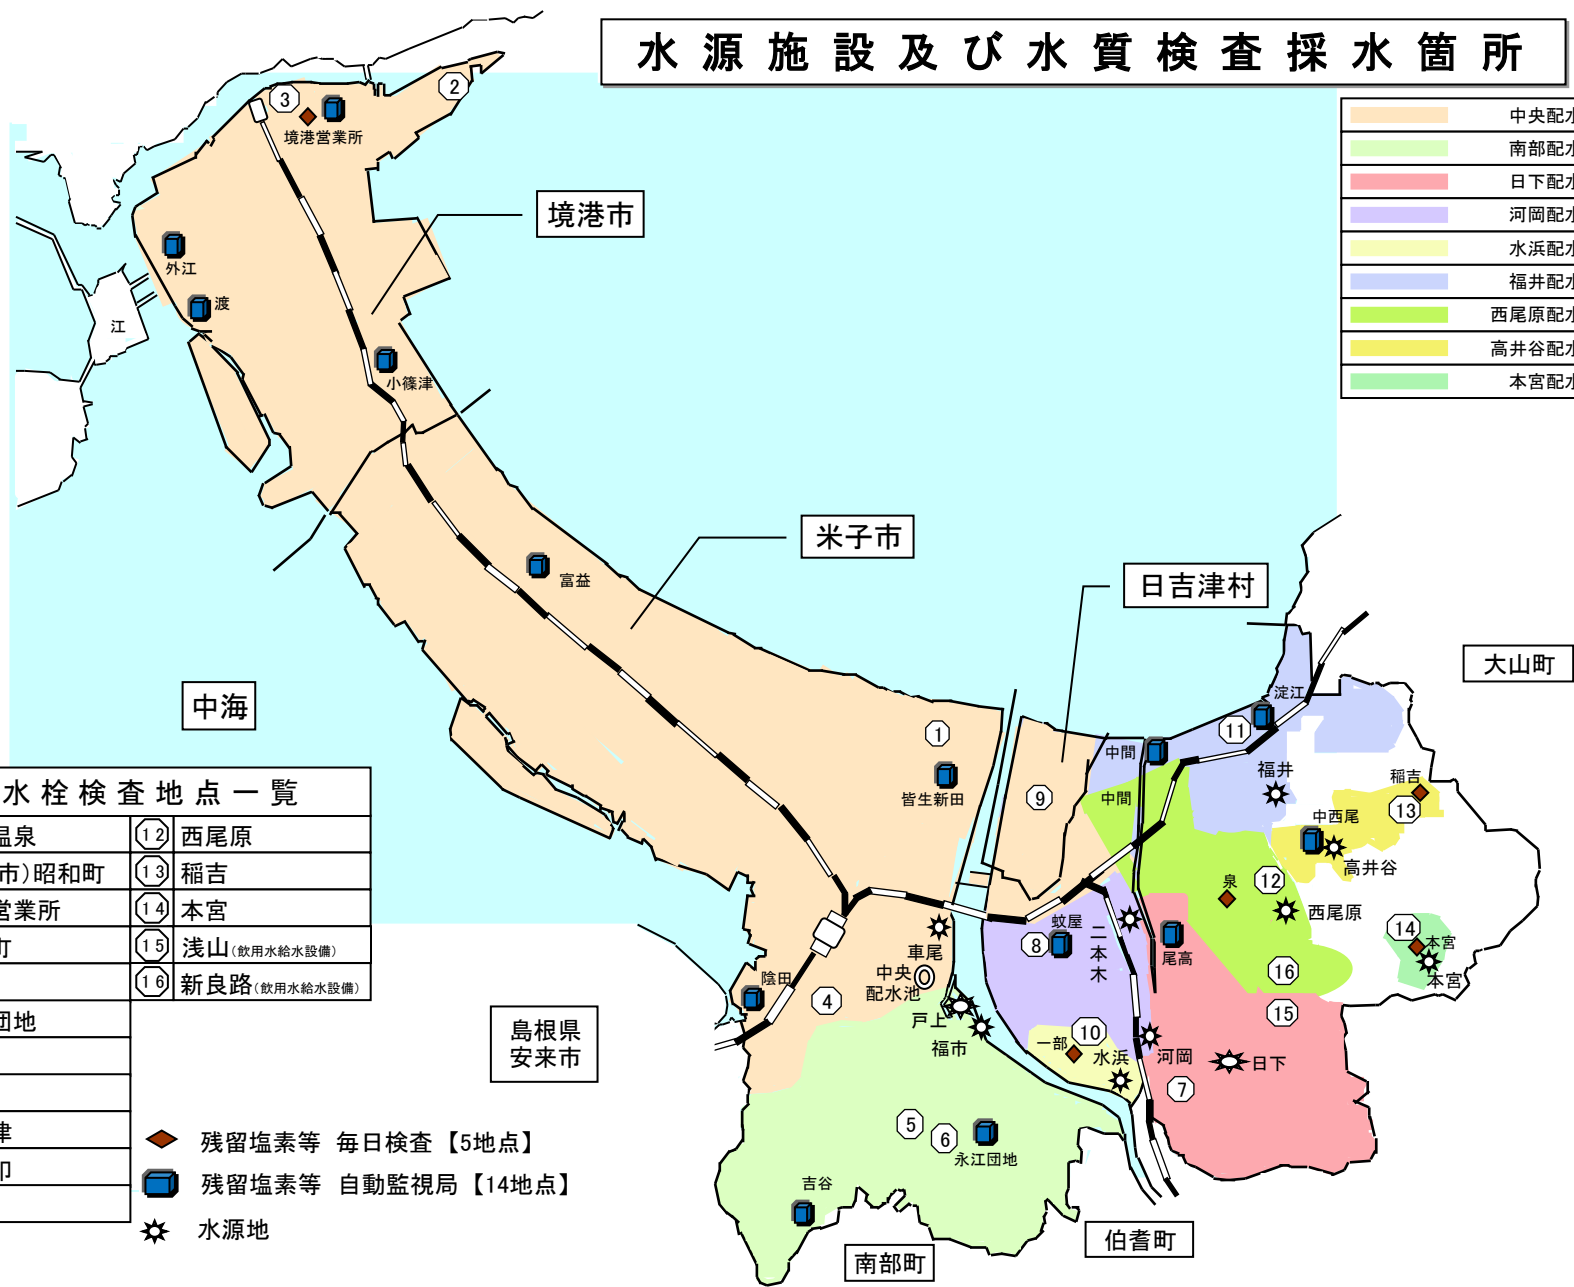 水源施設及び水質検査採水箇所
中央配水
南部配水
日下配水
河岡配水
水浜配水
福井配水
西尾原配水
高井谷配水
本宮配水
2
3
境港営業所
境港市
外江
渡
江
小篠津
米子市
富益
日吉津村
大山町
中海
淀江
11
1
中間
福井
稲吉
皆生新田
9
中間
13
中西尾
高井谷
泉
12
西尾原
14
本宮
本宮
車尾
8
蚊屋
二本木
尾高
16
中央
配水池
陰田
4
戸上
福市
15
一部
10
水浜
河岡
日下
7
島根県
安来市
5
6
永江団地
吉谷
伯耆町
南部町
水栓検査地点一覧
温泉
12 西尾原
市)昭和町
13 稲吉
営業所
14 本宮
町
15 浅山(飲用水給水設備)
16 新良路(飲用水給水設備)
団地
津
印
残留塩素等 毎日検査【5地点】
残留塩素等 自動監視局【14地点】
水源地